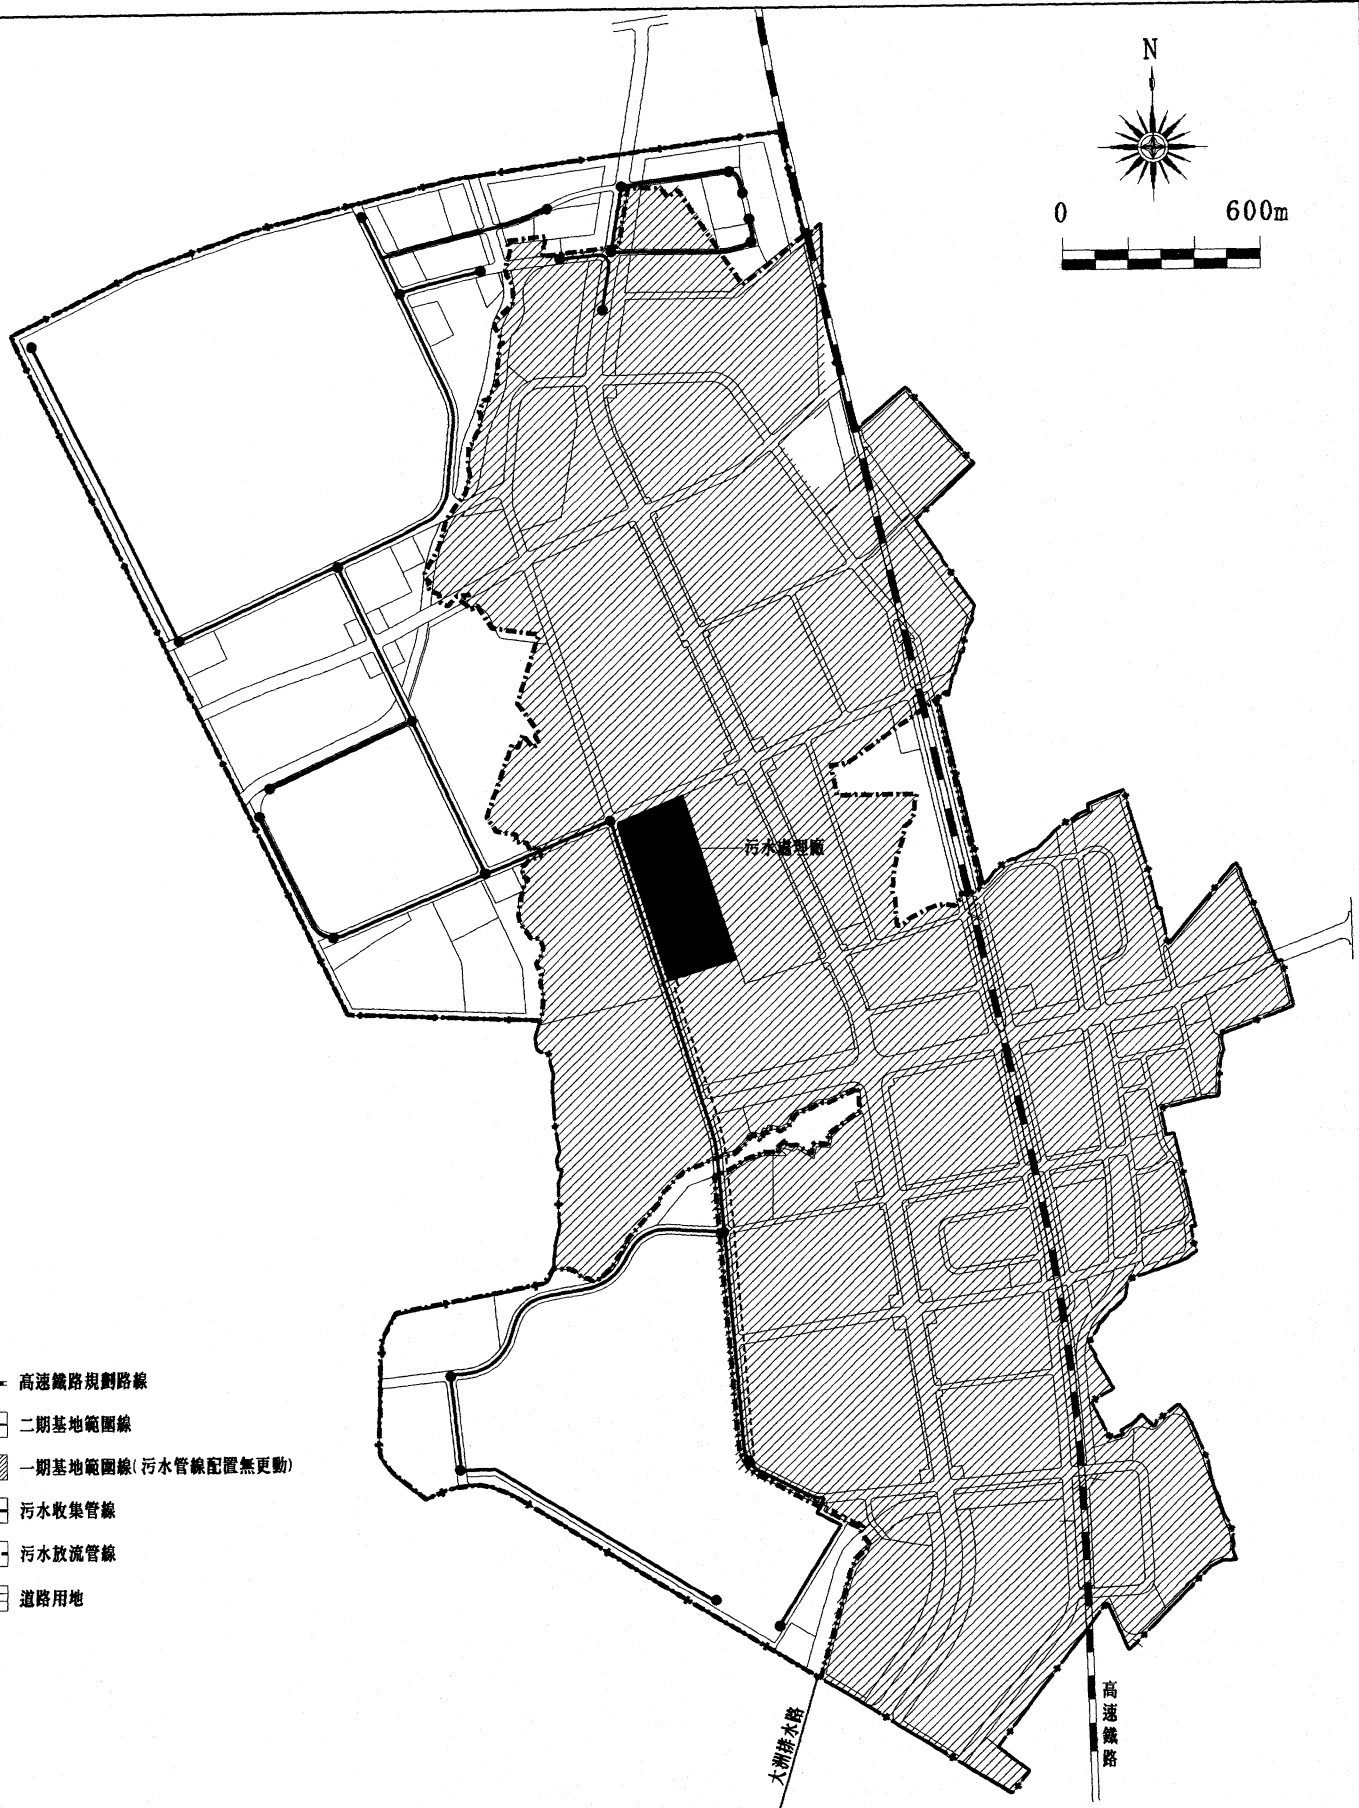 N
0 600m
污水處理廠
高速鐵路規劃路線
二期基地範圍線
一期基地範圍線(污水管線配置無更動)
污水收集管線
污水放流管線
道路用地
高速鐵路
大洲排水路